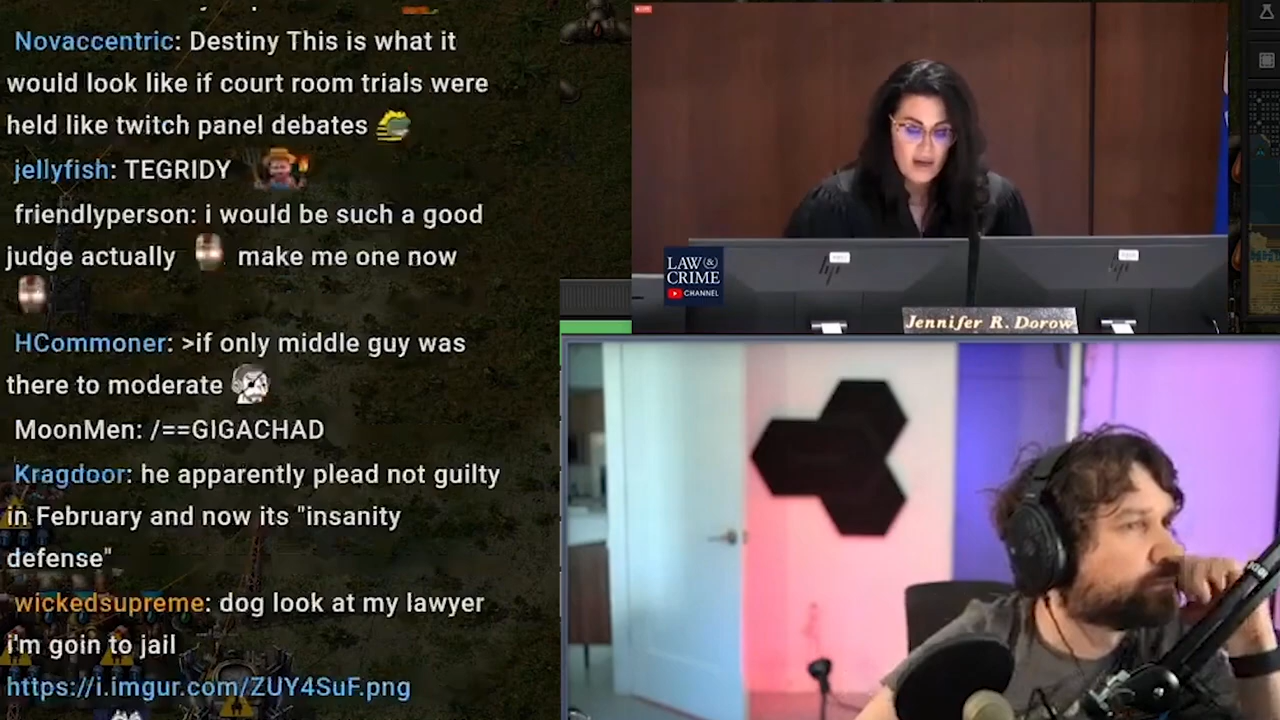 Novaccentric: Destiny This is what it
would look like if court room trials were
held like twitch panel debates
jellyfish: TEGRIDY
friendlyperson: i would be such a good
judge actually make me one now
HCommoner: >if only middle guy was
there to moderate
MoonMen: /==GIGACHAD
Kragdoor: he apparently plead not guilty
in February and now its "insanity
defense"
wickedsupreme: dog look at my lawyer
i'm goin to jail
https://i.imgur.com/ZUY4SuF.png
LAW &
CRIME
CHANNEL
hp
hp
Jennifer R. Dorow